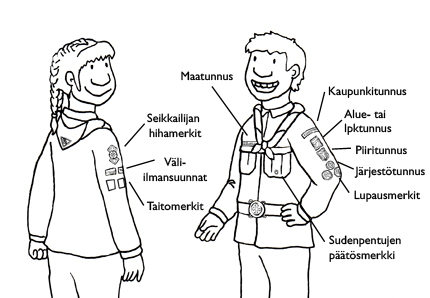 Maatunnus
Seikkailijan
hihamerkit
Väli-
ilmansuunnat
Taitomerkit
Kaupunkitunnus
Alue- tai
lpktunnus
Piiritunnus
Järjestötunnus
Lupausmerkit
Sudenpentujen
päätösmerkki